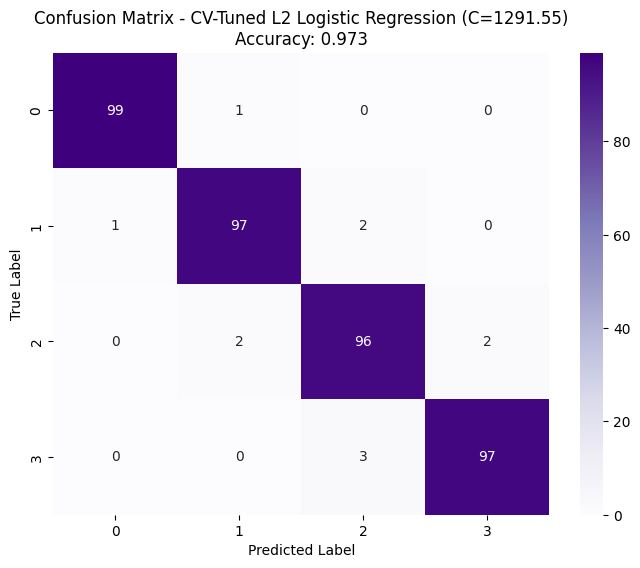 Confusion Matrix - CV-Tuned L2 Logistic Regression (C=1291.55)
Accuracy: 0.973
True Label
0 99 1 0 0
1 1 97 2 0
2 0 2 96 2
3 0 0 3 97
0 1 2 3
Predicted Label
80
60
40
20
0